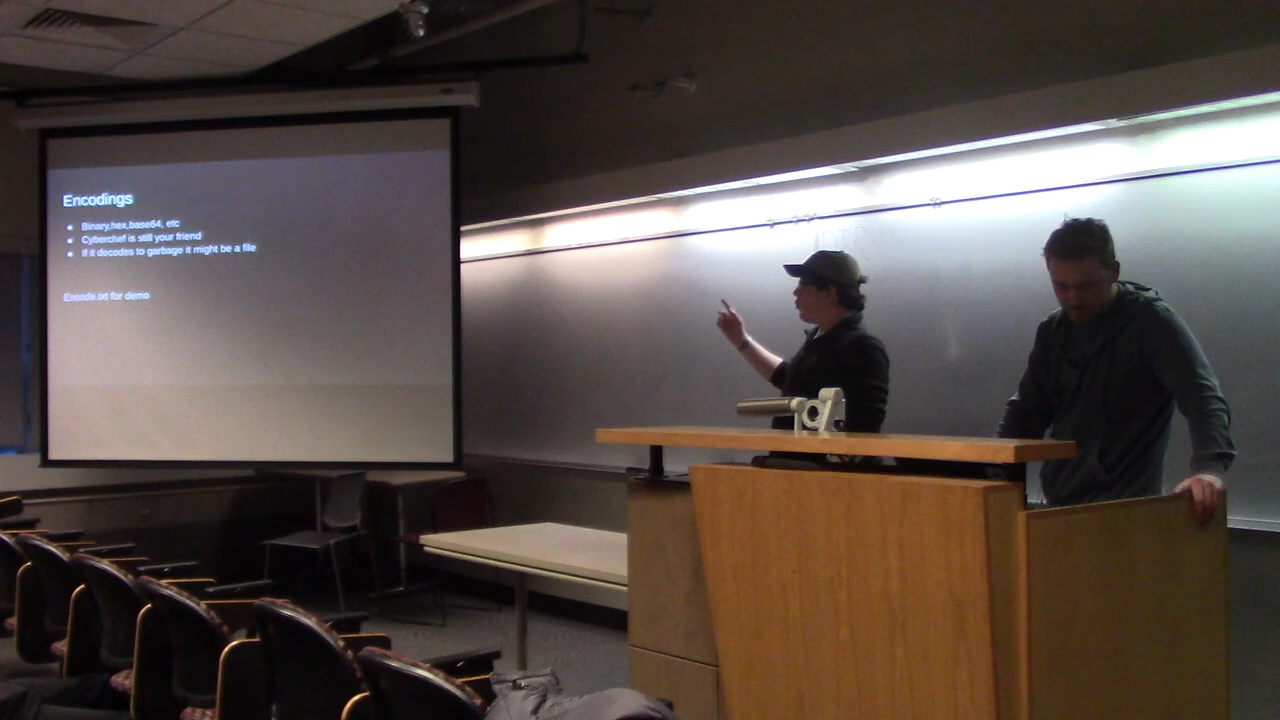 Encodings
Binary,hex,base64, etc
Cyberchef is still your friend
If it decodes to garbage it might be a file
Encode.txt for demo